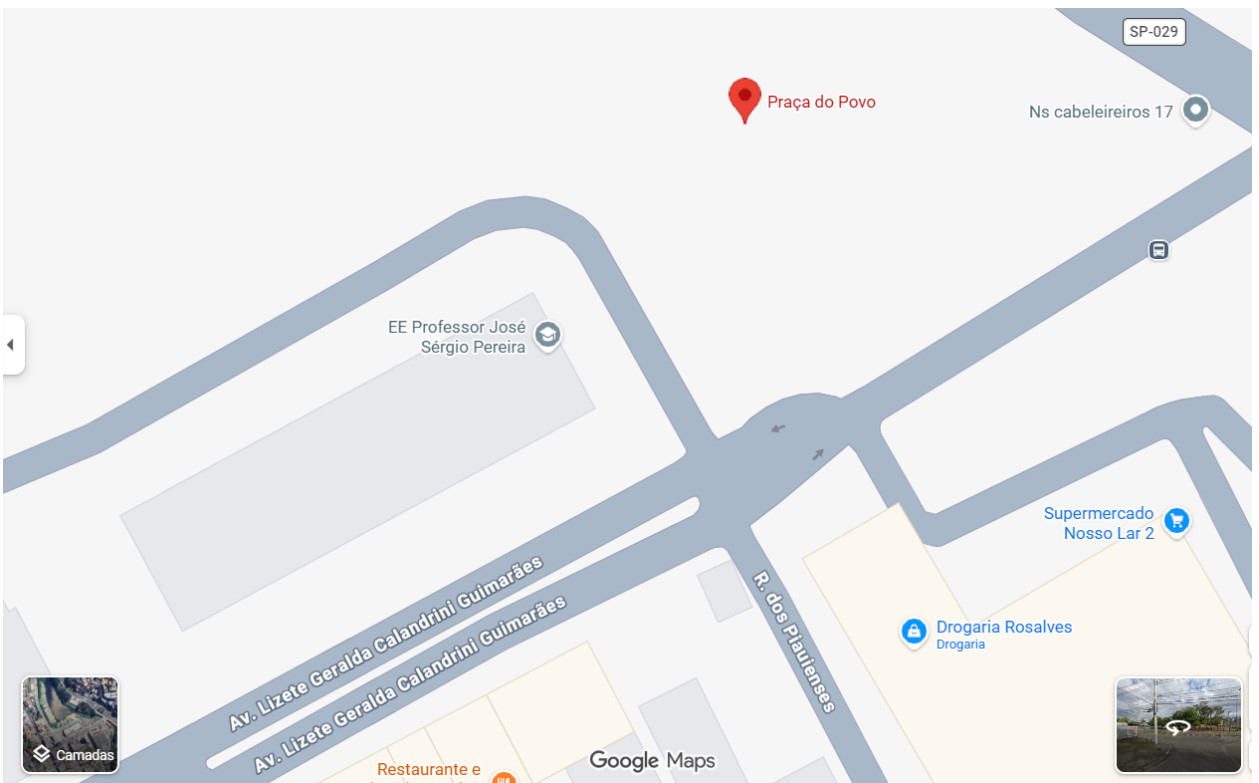 SP-029
Praça do Povo
Ns cabeleireiros 17
EE Professor José
Sérgio Pereira
Supermercado
Nosso Lar 2
Av. Lizete Geralda Calandrini Guimarães
Av. Lizete Geralda Calandrini Guimarães
R. dos Piauienses
Drogaria Rosalves
Drogaria
Camadas
Google Maps
Restaurante e